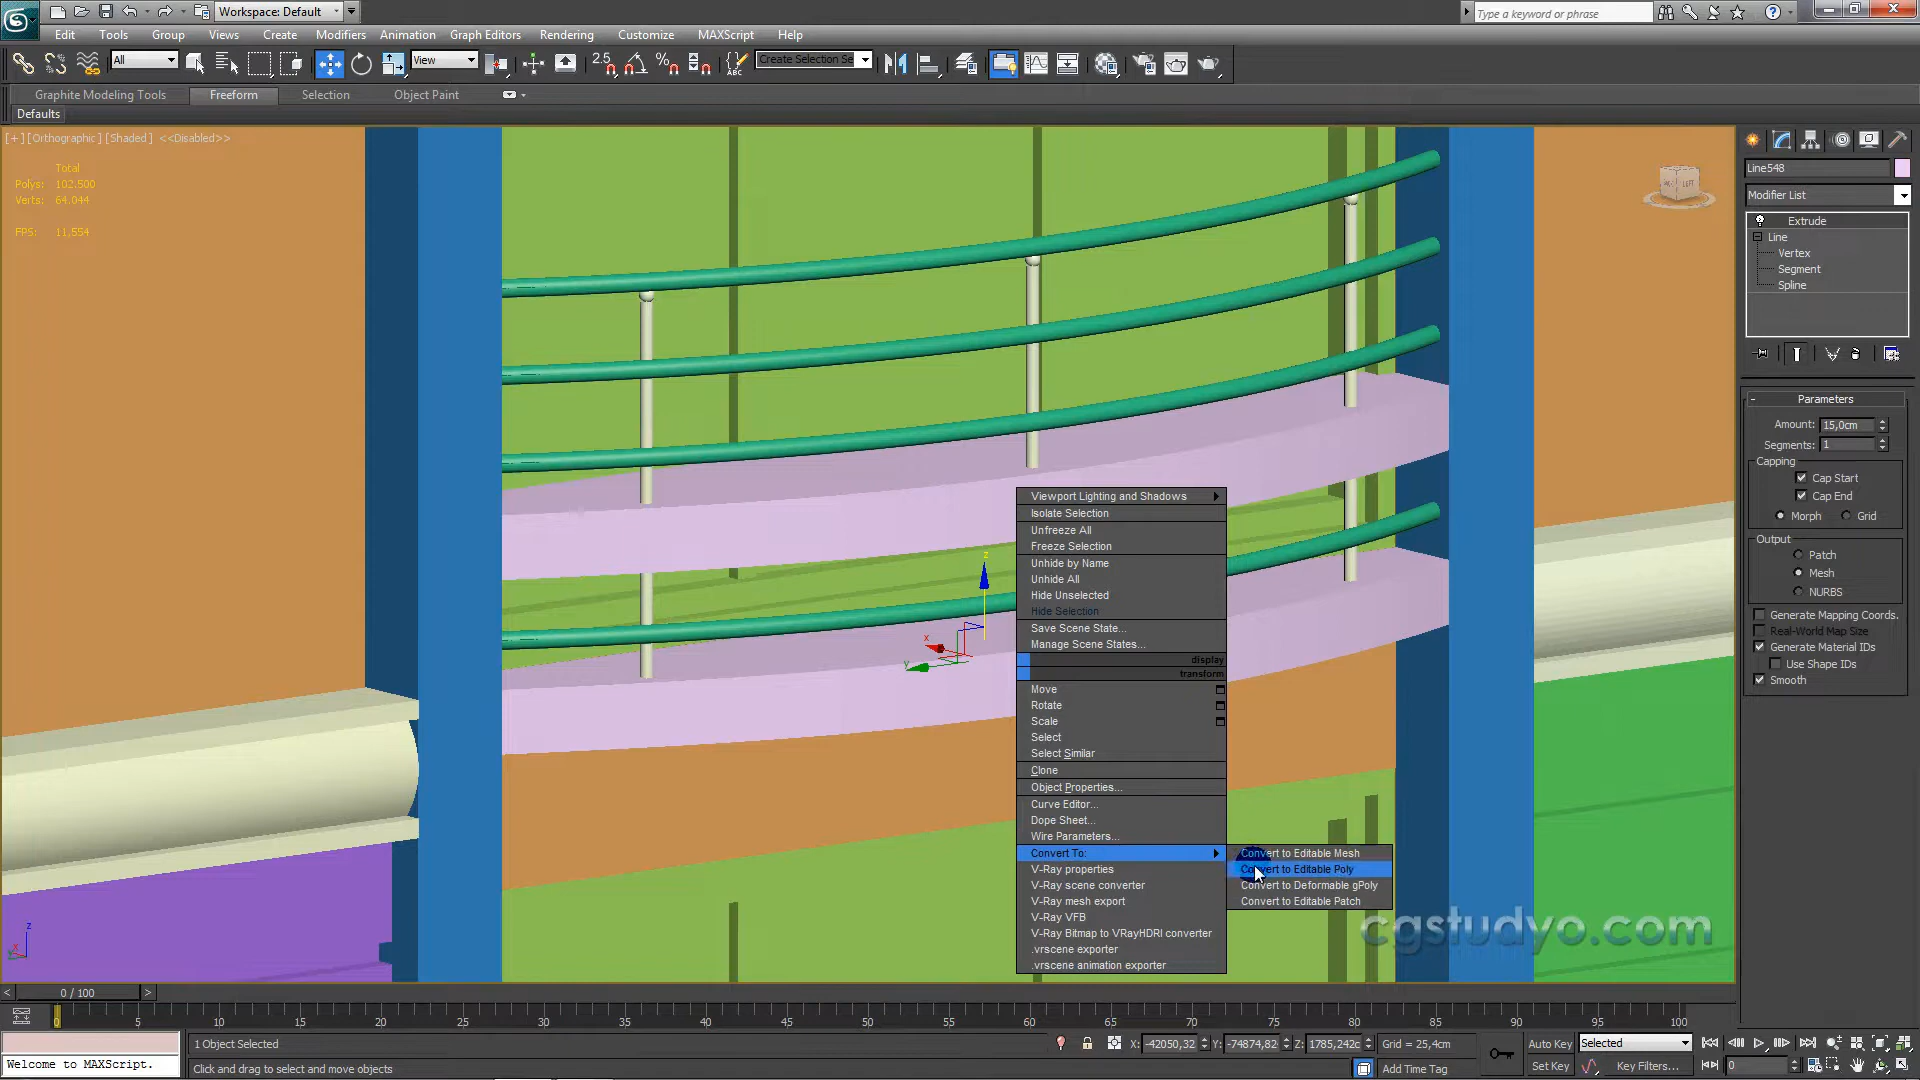 Workspace: Default
Type a keyword or phrase
Edit Tools Group Views Create Modifiers Animation Graph Editors Rendering Customize MAXScript Help
All View 2.5 Create Selection Se
Graphite Modeling Tools Freeform Selection Object Paint
Defaults
[+] [Orthographic] [Shaded] <<Disabled>>
Total
Polys: 102.500
Verts: 64.044
FPS: 11,554
LEFT
Line548
Modifier List
Extrude
Line
Vertex
Segment
Spline
Parameters
Amount: 15,0cm
Segments: 1
Capping
Cap Start
Cap End
Morph Grid
Output
Patch
Mesh
NURBS
Generate Mapping Coords.
Real-World Map Size
Generate Material IDs
Use Shape IDs
Smooth
Viewport Lighting and Shadows
Isolate Selection
Unfreeze All
Freeze Selection
Unhide by Name
Unhide All
Hide Unselected
Hide Selection
Save Scene State...
Manage Scene States...
display
transform
Move
Rotate
Scale
Select
Select Similar
Clone
Object Properties...
Curve Editor...
Dope Sheet...
Wire Parameters...
Convert To:
V-Ray properties
V-Ray scene converter
V-Ray mesh export
V-Ray VFB
V-Ray Bitmap to VRayHDRI converter
.vrscene exporter
.vrscene animation exporter
Convert to Editable Mesh
Convert to Editable Poly
Convert to Deformable gPoly
Convert to Editable Patch
cgstudyo.com
z
x
y
z
x
< 0 / 100 >
0 5 10 15 20 25 30 35 40 45 50 55 60 65 70 75 80 85 90 95 100
1 Object Selected
X: -42050,32 Y: -74874,82 Z: 1785,242c Grid = 25,4cm
Auto Key Selected
Welcome to MAXScript.
Click and drag to select and move objects
Add Time Tag
Set Key Key Filters... 0